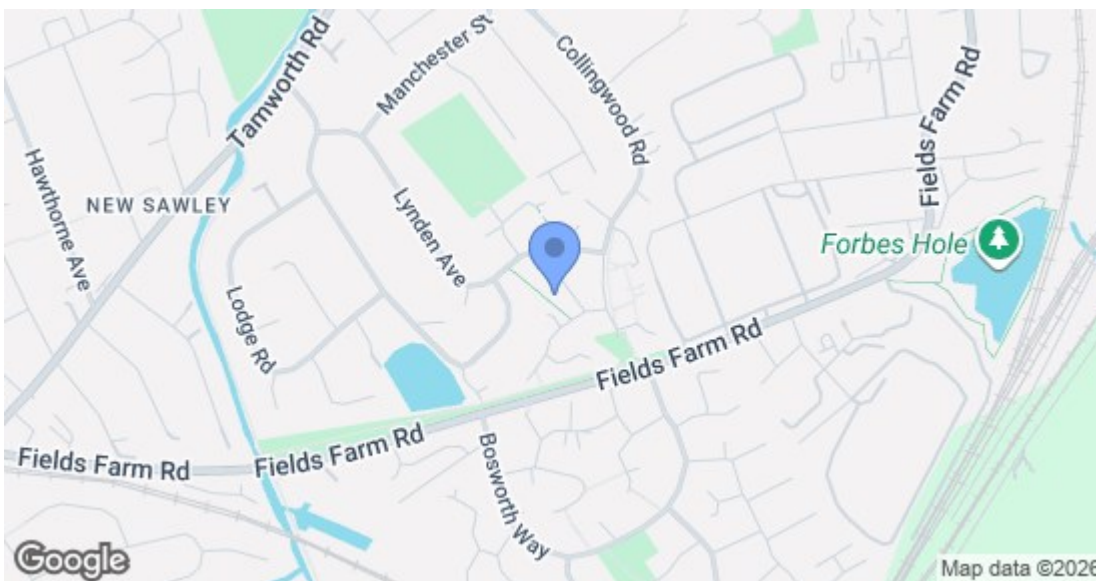 Tamworth Rd
Manchester St
Collingwood Rd
Fields Farm Rd
Hawthorne Ave
NEW SAWLEY
Lynden Ave
Forbes Hole
Lodge Rd
Fields Farm Rd
Fields Farm Rd
Fields Farm Rd
Bosworth Way
Google
Map data ©2026